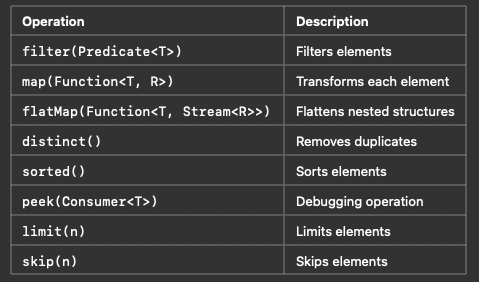 Operation Description
filter(Predicate<T>) Filters elements
map(Function<T, R>) Transforms each element
flatMap(Function<T, Stream<R>>) Flattens nested structures
distinct() Removes duplicates
sorted() Sorts elements
peek(Consumer<T>) Debugging operation
limit(n) Limits elements
skip(n) Skips elements